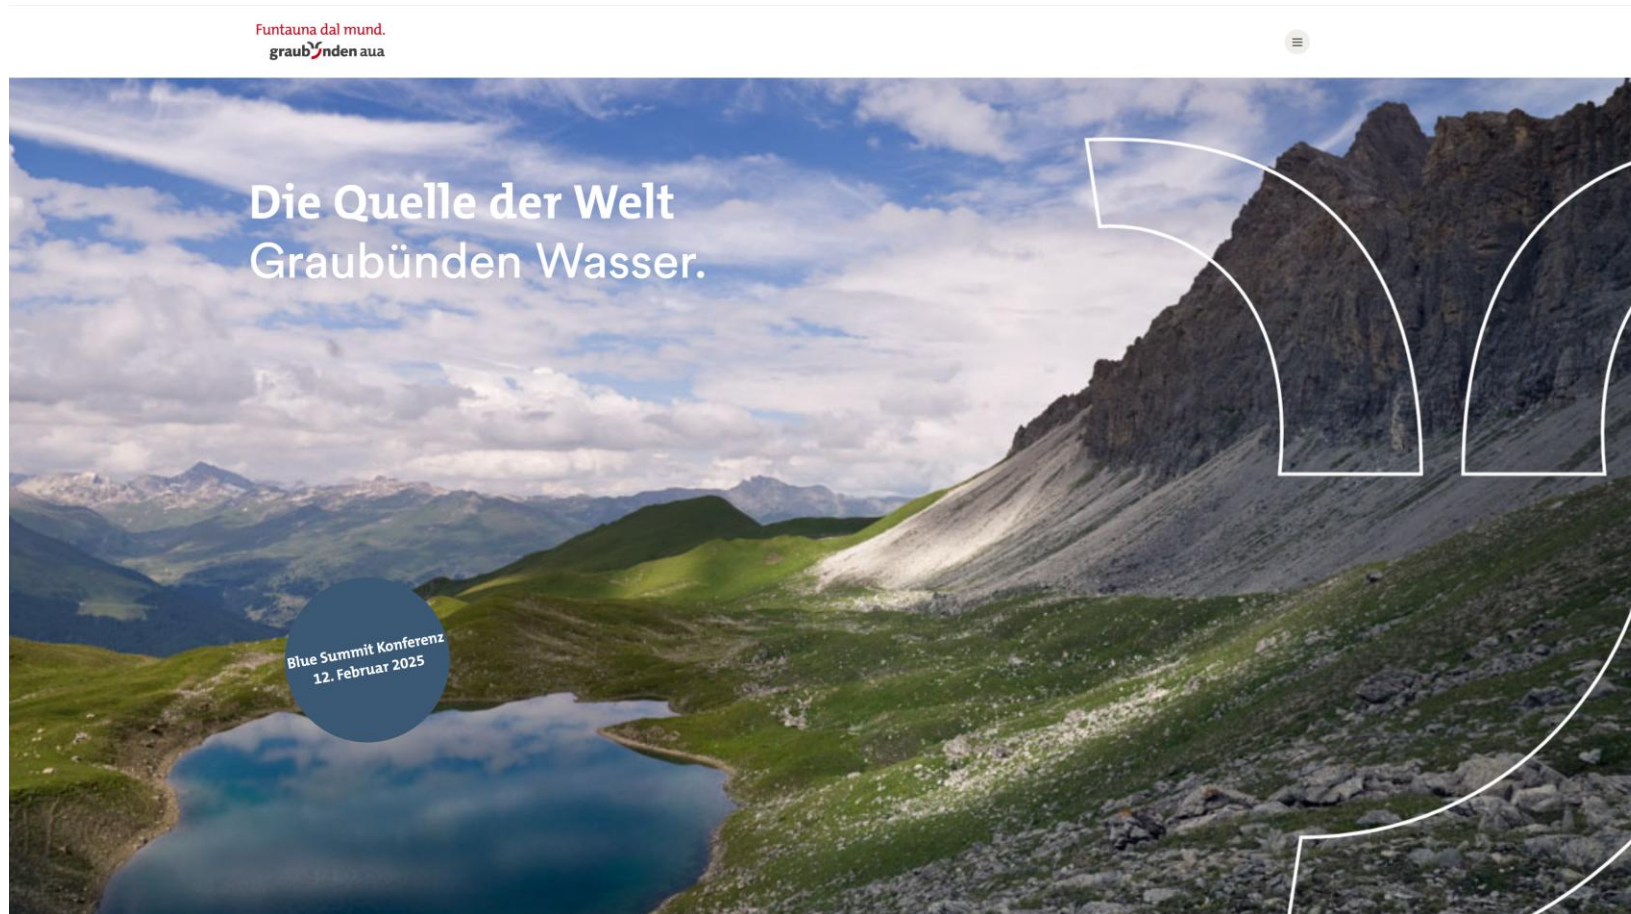 Funtauna dal mund.
graubünden aua
Die Quelle der Welt
Graubünden Wasser.
Blue Summit Konferenz
12. Februar 2025